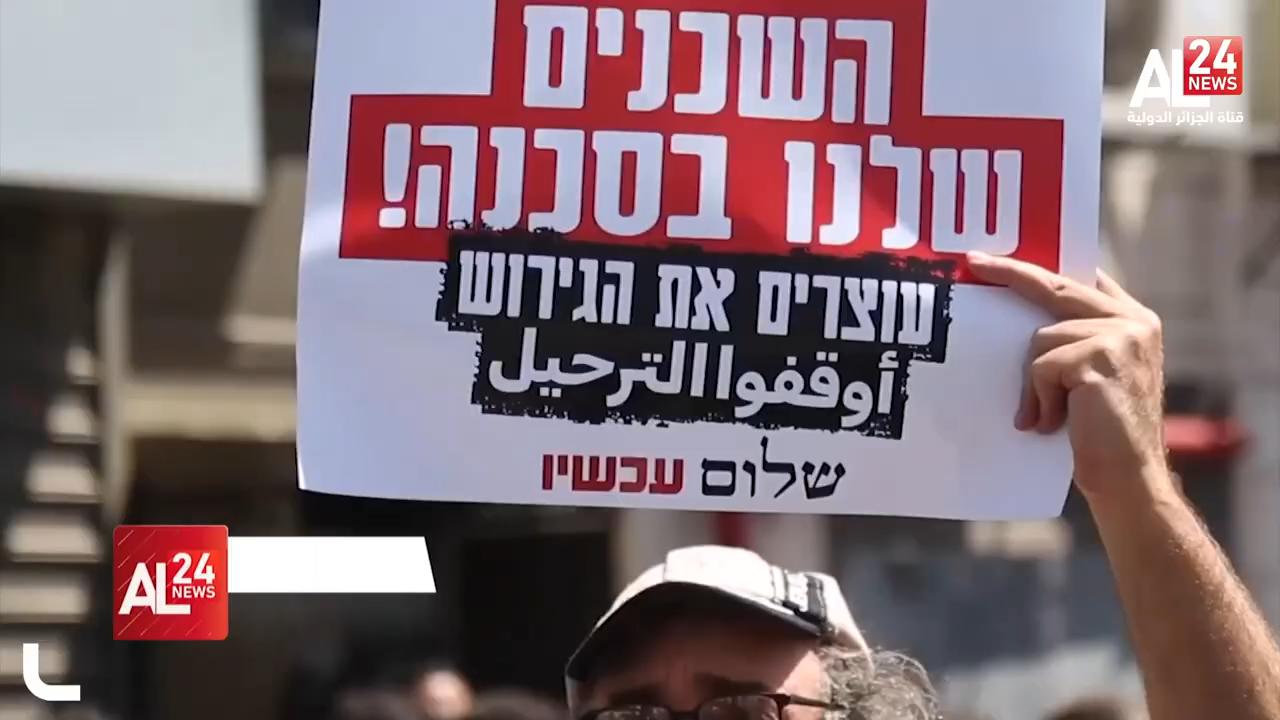 השכנים
שלנו בסכנה!
עוצרים את הגירוש
أوقفوا الترحيل
שלום עכשיו
AL 24
NEWS
قناة الجزائر الدولية
AL 24
NEWS